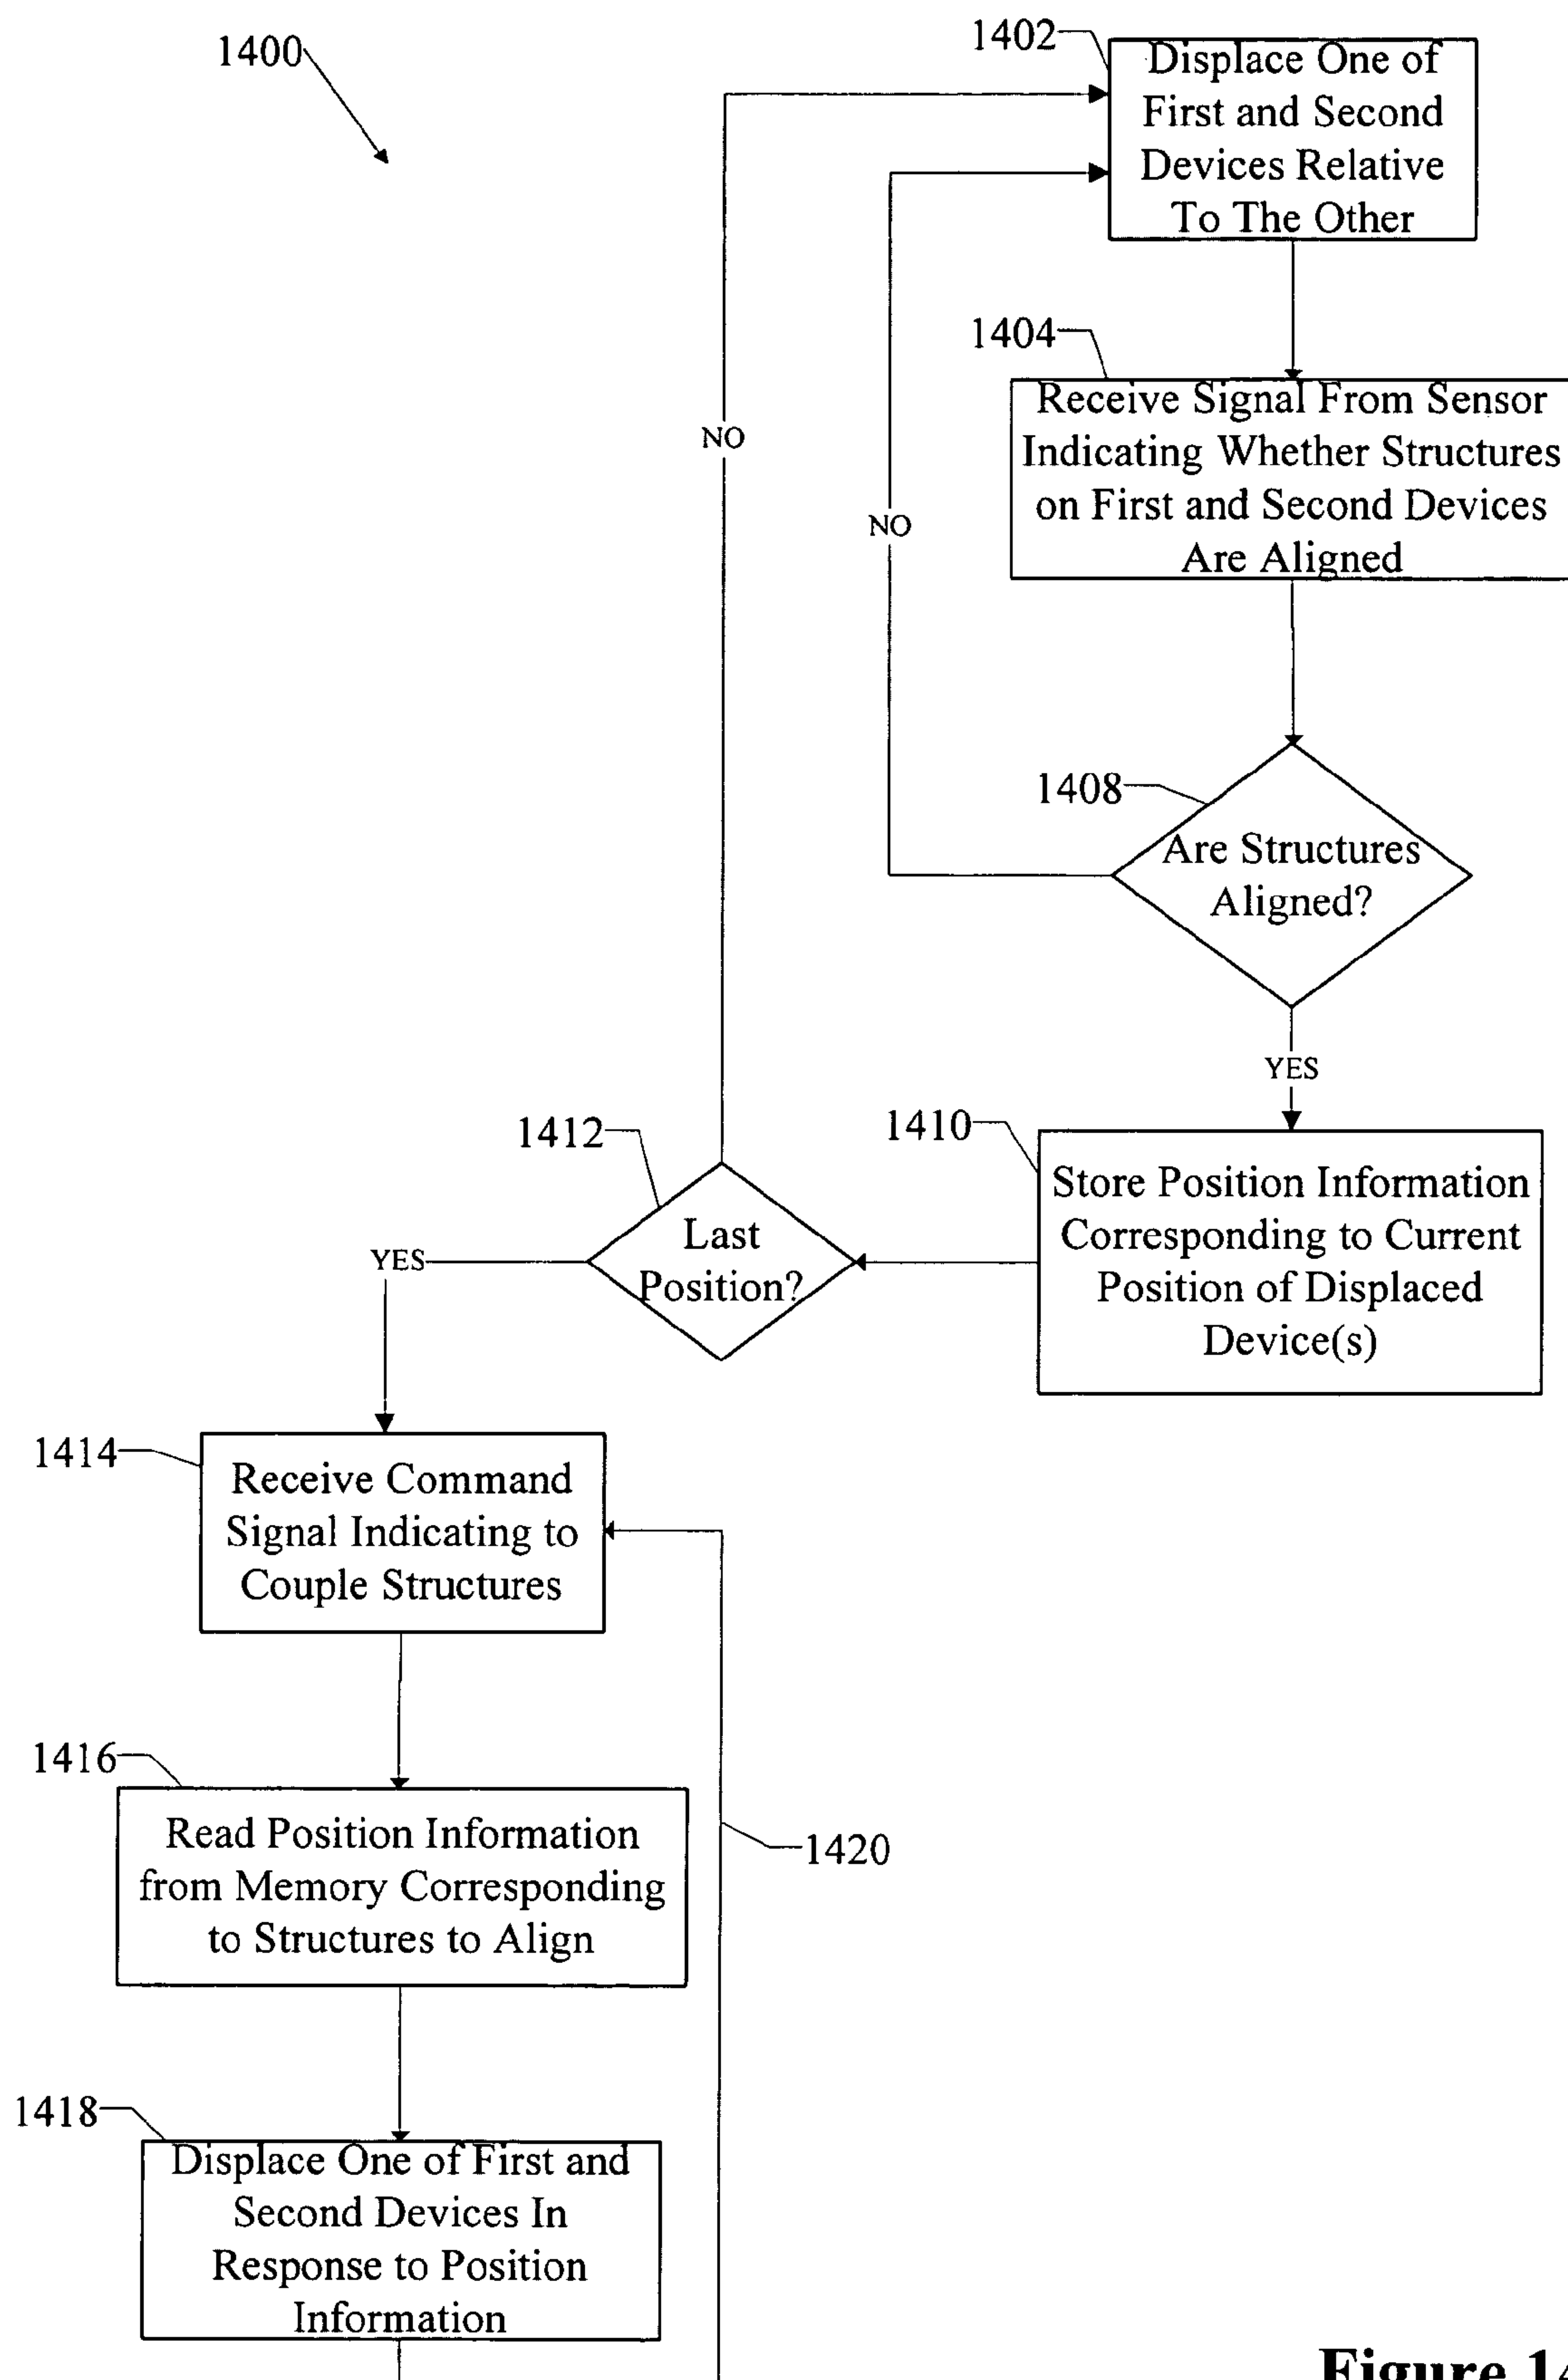 1400
1402
Displace One of
First and Second
Devices Relative
To The Other
1404
Receive Signal From Sensor
Indicating Whether Structures
on First and Second Devices
Are Aligned
NO
NO
1408
Are Structures
Aligned?
YES
1410
Store Position Information
Corresponding to Current
Position of Displaced
Device(s)
1412
Last
Position?
YES
1414
Receive Command
Signal Indicating to
Couple Structures
1416
Read Position Information
from Memory Corresponding
to Structures to Align
1420
1418
Displace One of First and
Second Devices In
Response to Position
Information
Figure 14